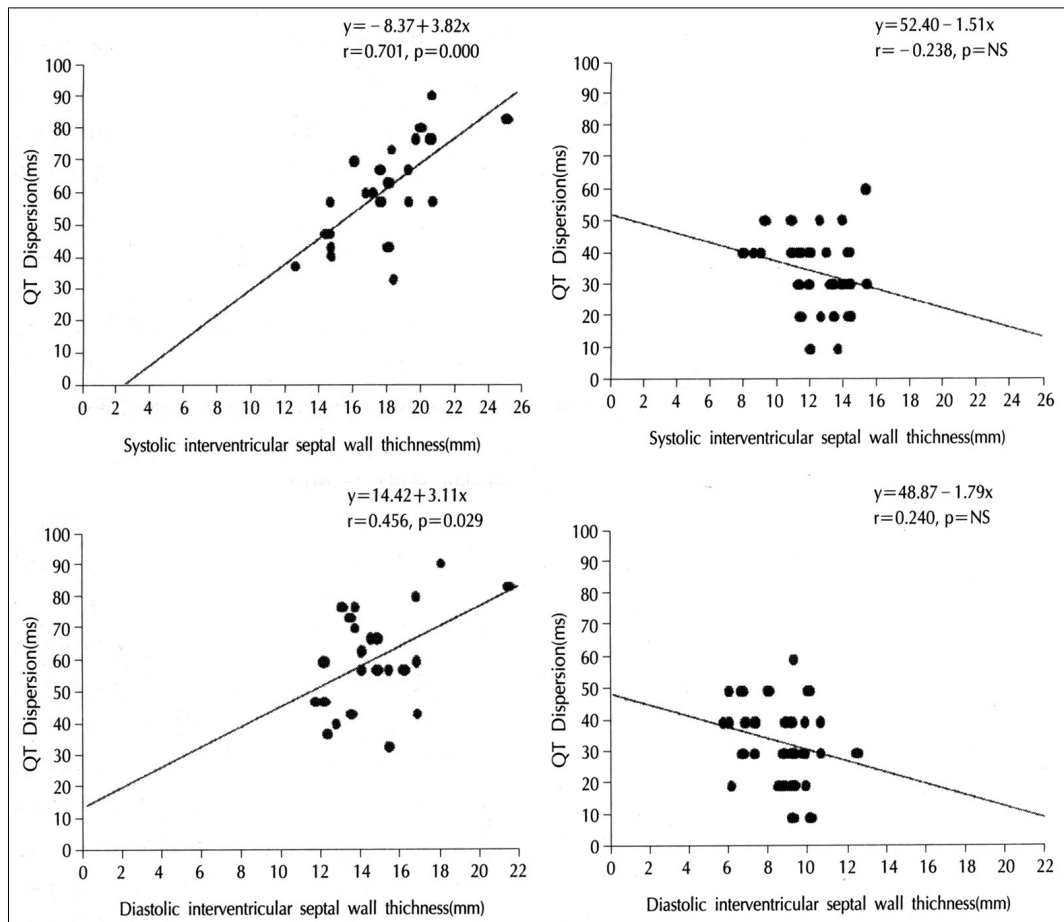 y=−8.37+3.82x
r=0.701, p=0.000
QT Dispersion(ms)
100
90
80
70
60
50
40
30
20
10
0
0 2 4 6 8 10 12 14 16 18 20 22 24 26
Systolic interventricular septal wall thichness(mm)
y=52.40−1.51x
r=−0.238, p=NS
QT Dispersion(ms)
100
90
80
70
60
50
40
30
20
10
0
0 2 4 6 8 10 12 14 16 18 20 22 24 26
Systolic interventricular septal wall thichness(mm)
y=14.42+3.11x
r=0.456, p=0.029
QT Dispersion(ms)
100
90
80
70
60
50
40
30
20
10
0
0 2 4 6 8 10 12 14 16 18 20 22
Diastolic interventricular septal wall thichness(mm)
y=48.87−1.79x
r=0.240, p=NS
QT Dispersion(ms)
100
90
80
70
60
50
40
30
20
10
0
0 2 4 6 8 10 12 14 16 18 20 22
Diastolic interventricular septal wall thichness(mm)